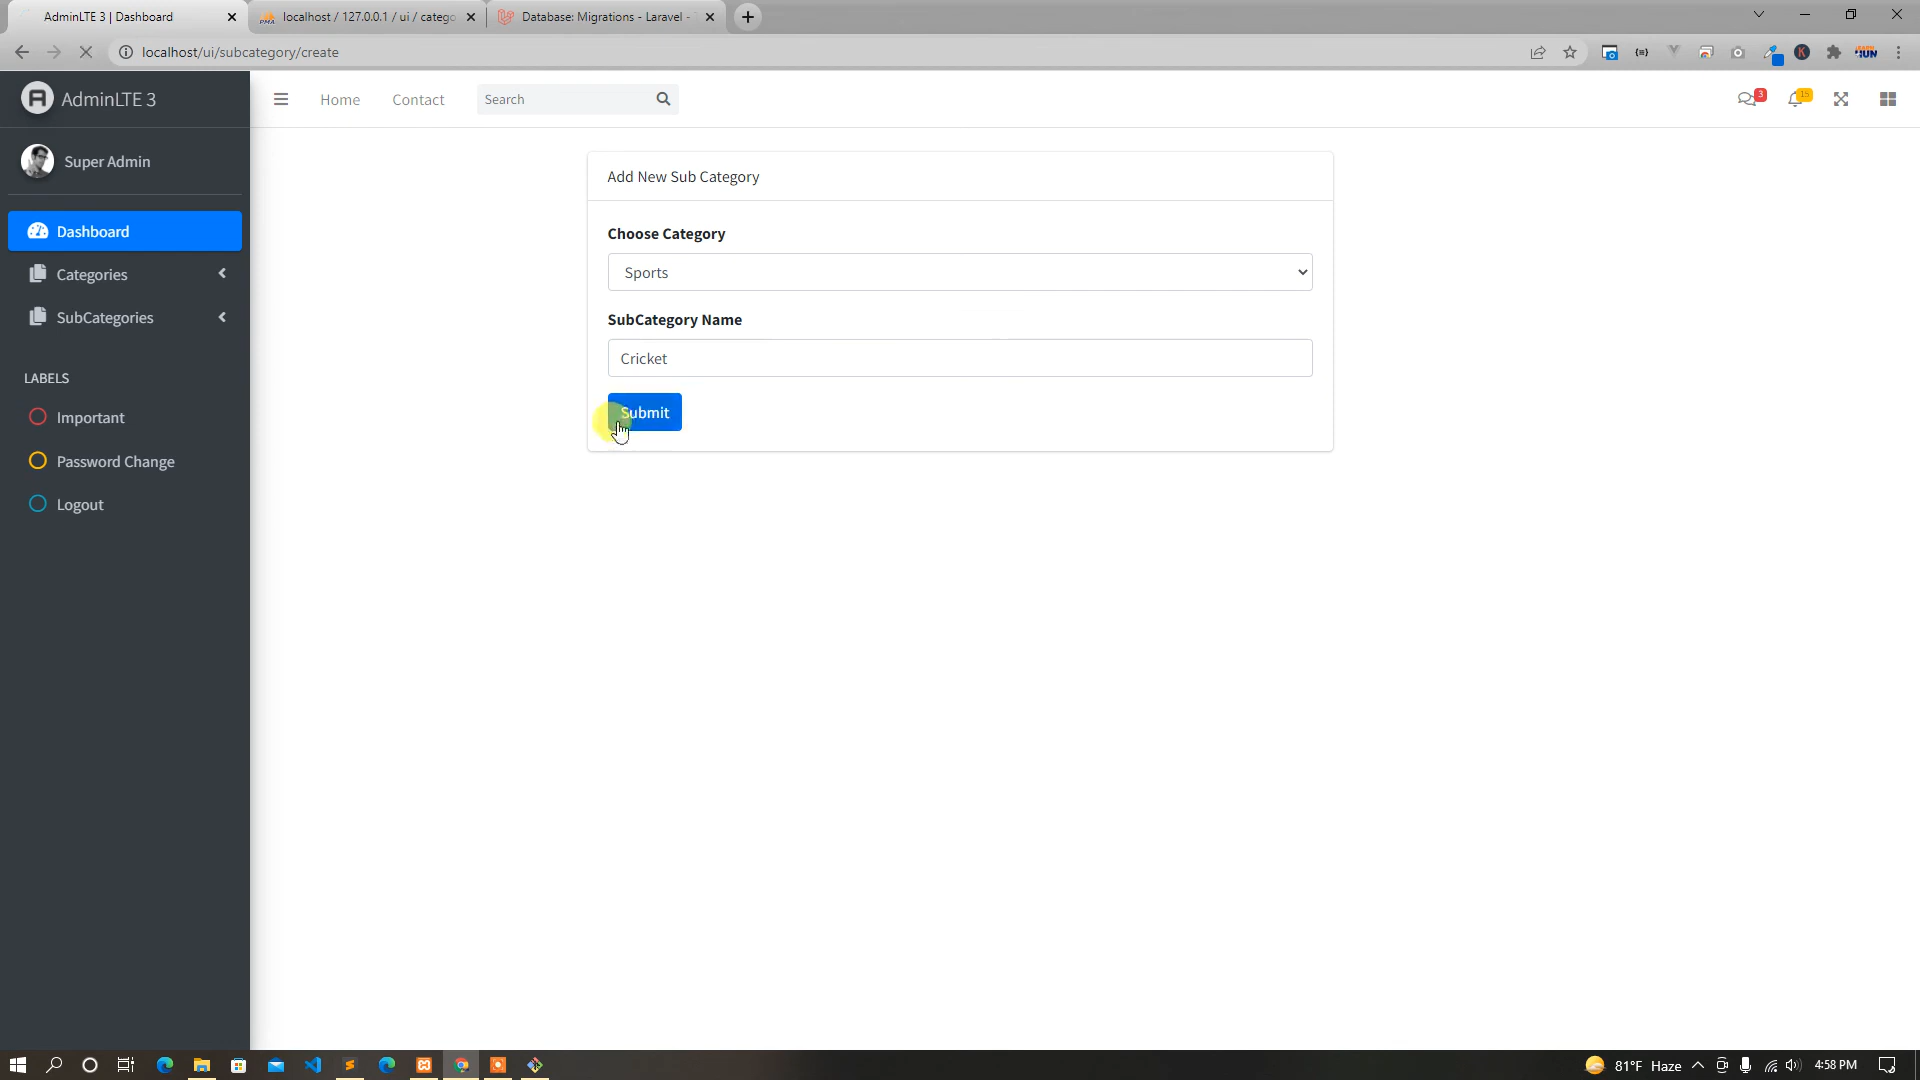 AdminLTE 3 | Dashboard
localhost / 127.0.0.1 / ui / catego
Database: Migrations - Laravel -
localhost/ui/subcategory/create
AdminLTE 3
Home
Contact
Search
3
15
Super Admin
Dashboard
Categories
SubCategories
LABELS
Important
Password Change
Logout
Add New Sub Category
Choose Category
Sports
SubCategory Name
Cricket
Submit
81°F Haze
4:58 PM